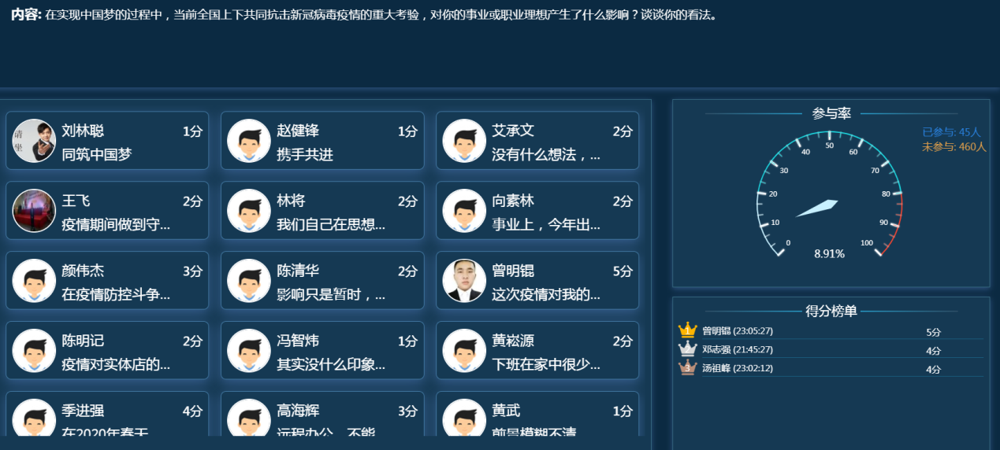 内容: 在实现中国梦的过程中，当前全国上下共同抗击新冠病毒疫情的重大考验，对你的事业或职业理想产生了什么影响？谈谈你的看法。
请
坐
刘林聪 1分
同筑中国梦
赵健锋 1分
携手共进
艾承文 2分
没有什么想法，...
王飞 2分
疫情期间做到守...
林将 2分
我们自己在思想...
向素林 2分
事业上，今年出...
颜伟杰 3分
在疫情防控斗争...
陈清华 2分
影响只是暂时，...
曾明锟 5分
这次疫情对我的...
陈明记 2分
疫情对实体店的...
冯智炜 1分
其实没什么印象...
黄崧源 2分
下班在家中很少...
季进强 4分
在2020年春天
高海辉 3分
远程办公，不能
黄武 1分
前景模糊不清
参与率
已参与: 45人
未参与: 460人
0
10
20
30
40
50
60
70
80
90
100
8.91%
得分榜单
1 曾明锟 (23:05:27) 5分
2 邓志强 (21:45:27) 4分
3 汤祖峰 (23:02:12) 4分